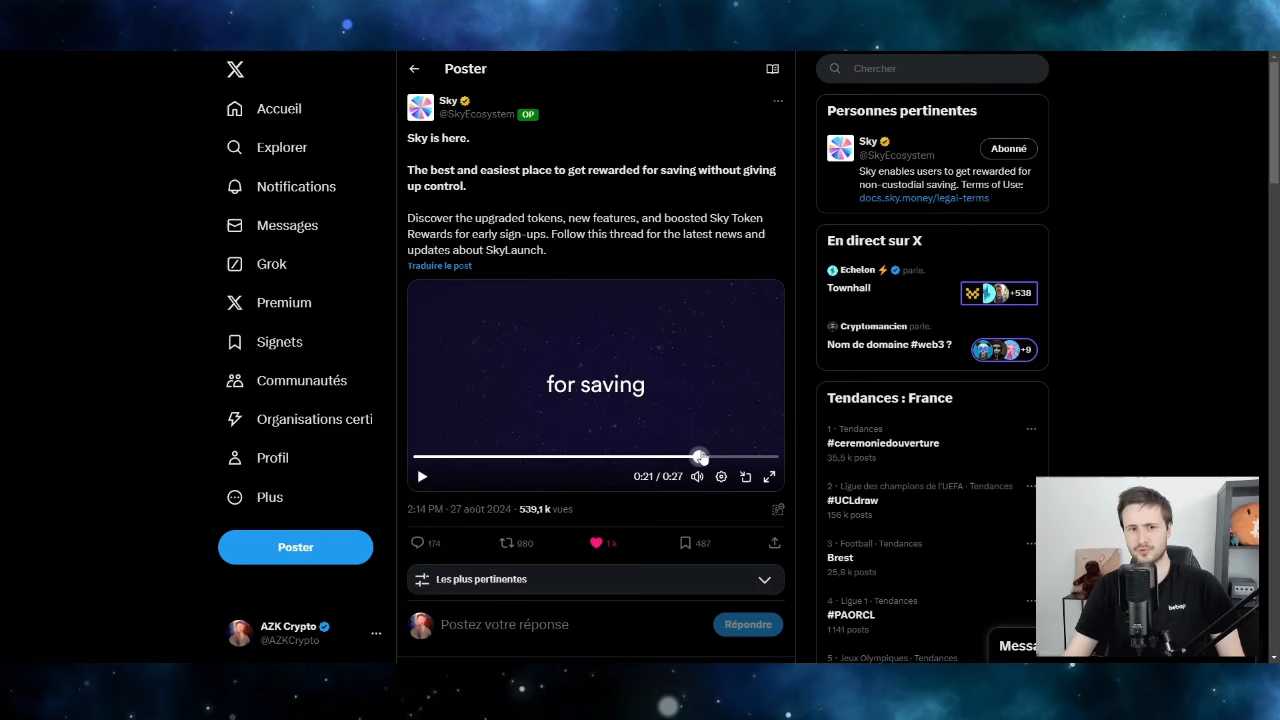 Accueil
Explorer
Notifications
Messages
Grok
Premium
Signets
Communautés
Organisations certi
Profil
Plus
Poster
AZK Crypto
@AZKCrypto
Poster
Sky
@SkyEcosystem OP
Sky is here.
The best and easiest place to get rewarded for saving without giving
up control.
Discover the upgraded tokens, new features, and boosted Sky Token
Rewards for early sign-ups. Follow this thread for the latest news and
updates about SkyLaunch.
Traduire le post
for saving
0:21 / 0:27
2:14 PM · 27 août 2024 · 539,1 k vues
174 980 1 k 487
Les plus pertinentes
Postez votre réponse
Répondre
Chercher
Personnes pertinentes
Sky
@SkyEcosystem
Abonné
Sky enables users to get rewarded for
non-custodial saving. Terms of Use:
docs.sky.money/legal-terms
En direct sur X
Echelon parle.
Townhall
+538
Cryptomancien parle.
Nom de domaine #web3 ?
+9
Tendances : France
1 · Tendances
#ceremoniedouverture
35,5 k posts
2 · Ligue des champions de l'UEFA · Tendances
#UCLdraw
156 k posts
3 · Football · Tendances
Brest
25,8 k posts
4 · Ligue 1 · Tendances
#PAORCL
1 141 posts
5 · Jeux Olympiques · Tendances
Messa
bebop